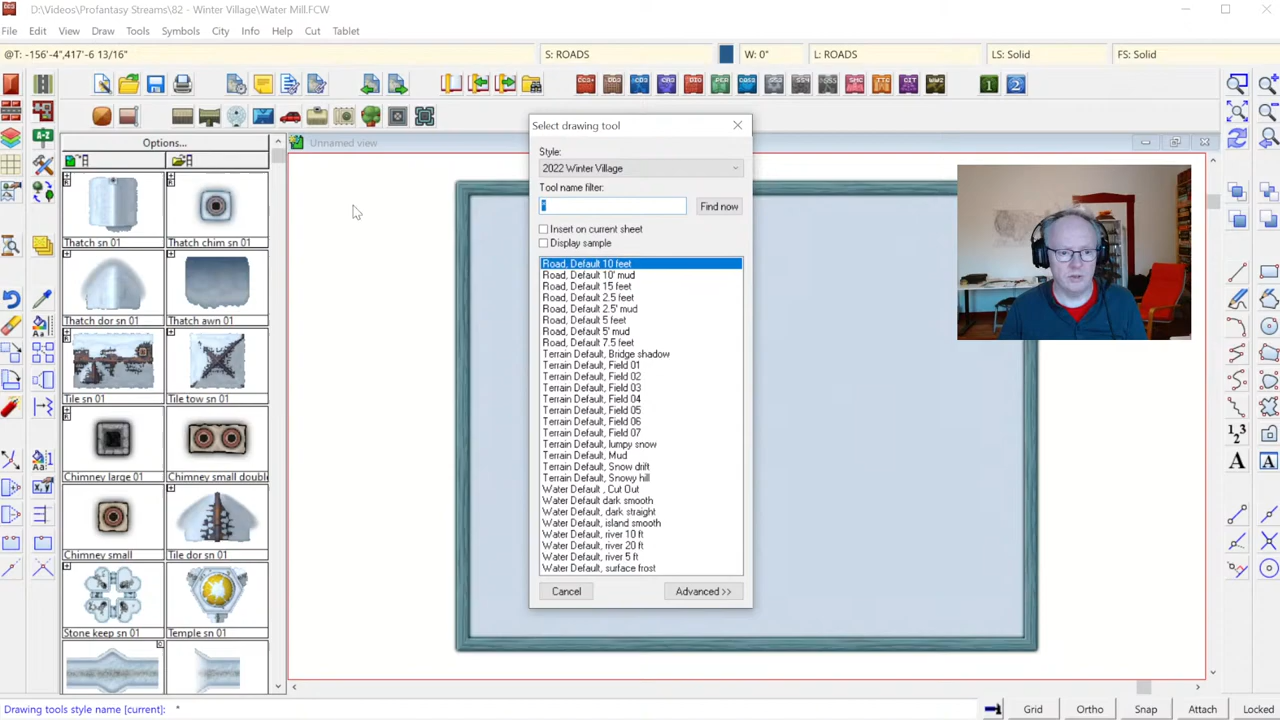 D:\Videos\Profantasy Streams\82 - Winter Village\Water Mill.FCW
File Edit View Draw Tools Symbols City Info Help Cut Tablet
@T: -156'-4",417'-6 13/16" S: ROADS W: 0" L: ROADS LS: Solid FS: Solid
Options...
Unnamed view
Thatch sn 01 Thatch chim sn 01
Thatch dor sn 01 Thatch awn 01
Tile sn 01 Tile tow sn 01
Chimney large 01 Chimney small double
Chimney small Tile dor sn 01
Stone keep sn 01 Temple sn 01
Select drawing tool
Style:
2022 Winter Village
Tool name filter:
* Find now
Insert on current sheet
Display sample
Road, Default 10 feet
Road, Default 10' mud
Road, Default 15 feet
Road, Default 2.5 feet
Road, Default 2.5' mud
Road, Default 5 feet
Road, Default 5' mud
Road, Default 7.5 feet
Terrain Default, Bridge shadow
Terrain Default, Field 01
Terrain Default, Field 02
Terrain Default, Field 03
Terrain Default, Field 04
Terrain Default, Field 05
Terrain Default, Field 06
Terrain Default, Field 07
Terrain Default, lumpy snow
Terrain Default, Mud
Terrain Default, Snow drift
Terrain Default, Snowy hill
Water Default , Cut Out
Water Default dark smooth
Water Default, dark straight
Water Default, island smooth
Water Default, river 10 ft
Water Default, river 20 ft
Water Default, river 5 ft
Water Default, surface frost
Cancel Advanced >>
Drawing tools style name [current]: * Grid Ortho Snap Attach Locked